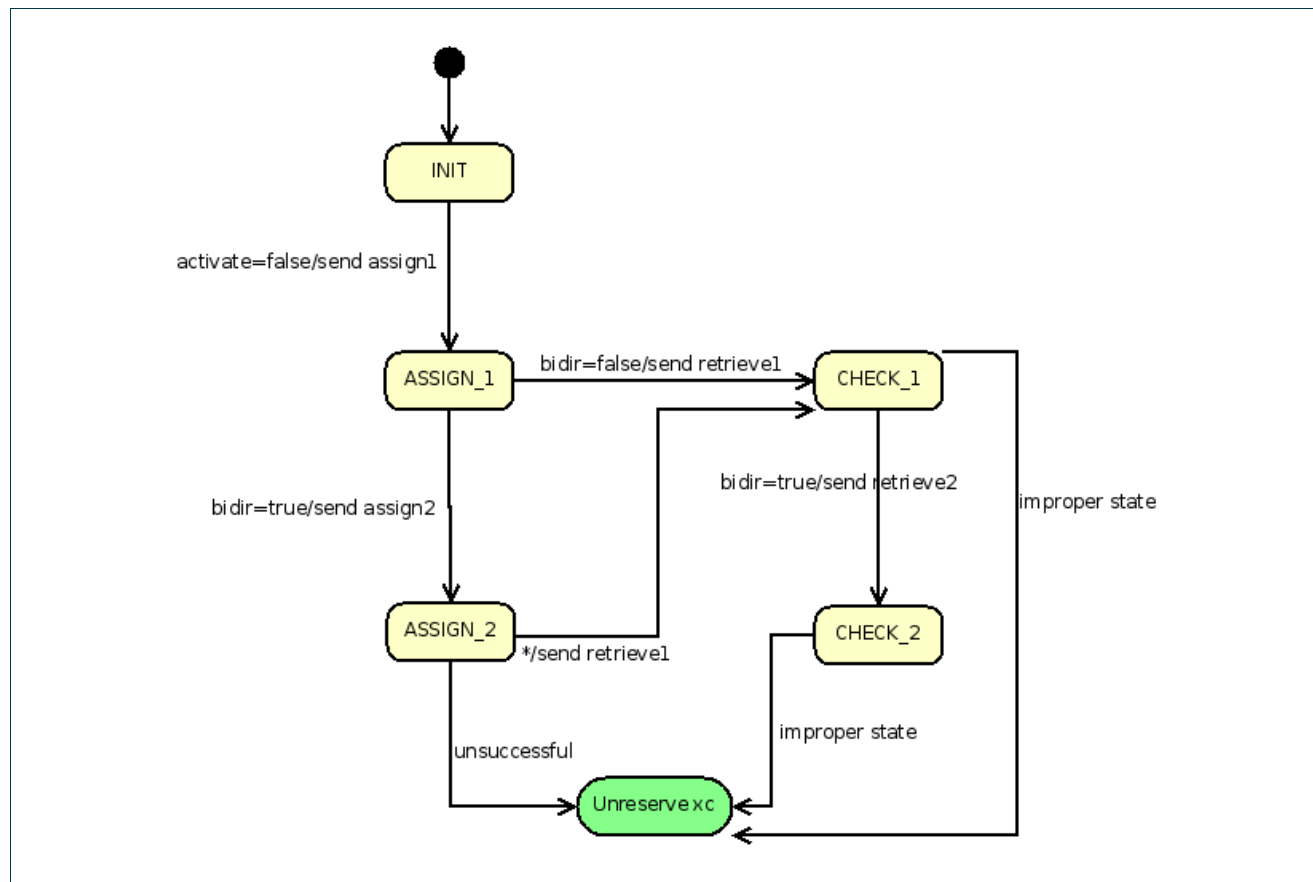 INIT
activate=false/send assign1
bidir=false/send retrieve1
ASSIGN_1
CHECK_1
bidir=true/send retrieve2
improper state
bidir=true/send assign2
ASSIGN_2
CHECK_2
*/send retrieve1
improper state
unsuccessful
Unreserve xc